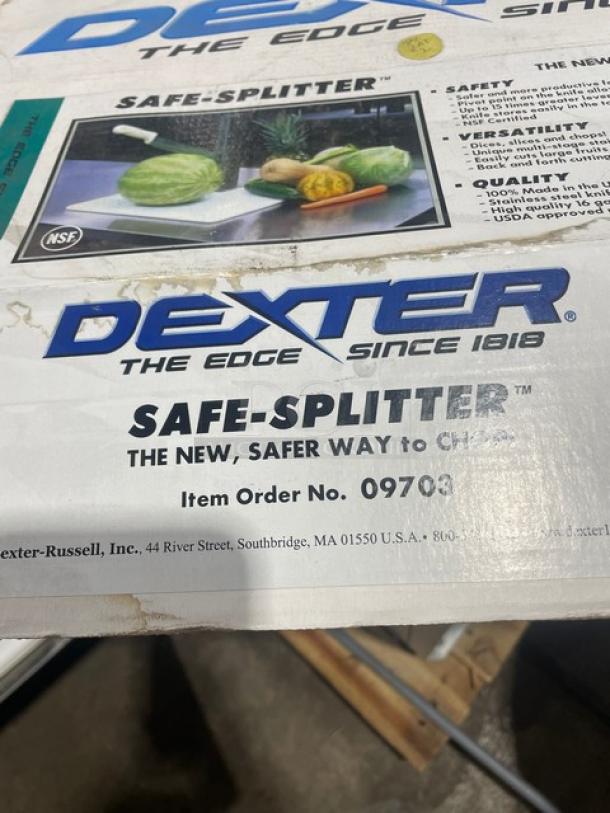 DEXTER
THE EDGE
THE NEW
SAFE-SPLITTER™
THE EDGE
NSF
▪ SAFETY
- Safer and more productive
- Pivot point on the knife
- Up to 15 times greater
- Knife stores easily in the
- NSF Certified
▪ VERSATILITY
- Dices, slices and chops
- Unique multi-stage
- Easily cuts large fruits
- Back and forth cutting
▪ QUALITY
- 100% Made in the
- Stainless steel
- High quality 16
- USDA approved
DEXTER®
THE EDGE SINCE 1818
SAFE-SPLITTER™
THE NEW, SAFER WAY to
Item Order No. 09703
exter-Russell, Inc., 44 River Street, Southbridge, MA 01550 U.S.A.• 800-